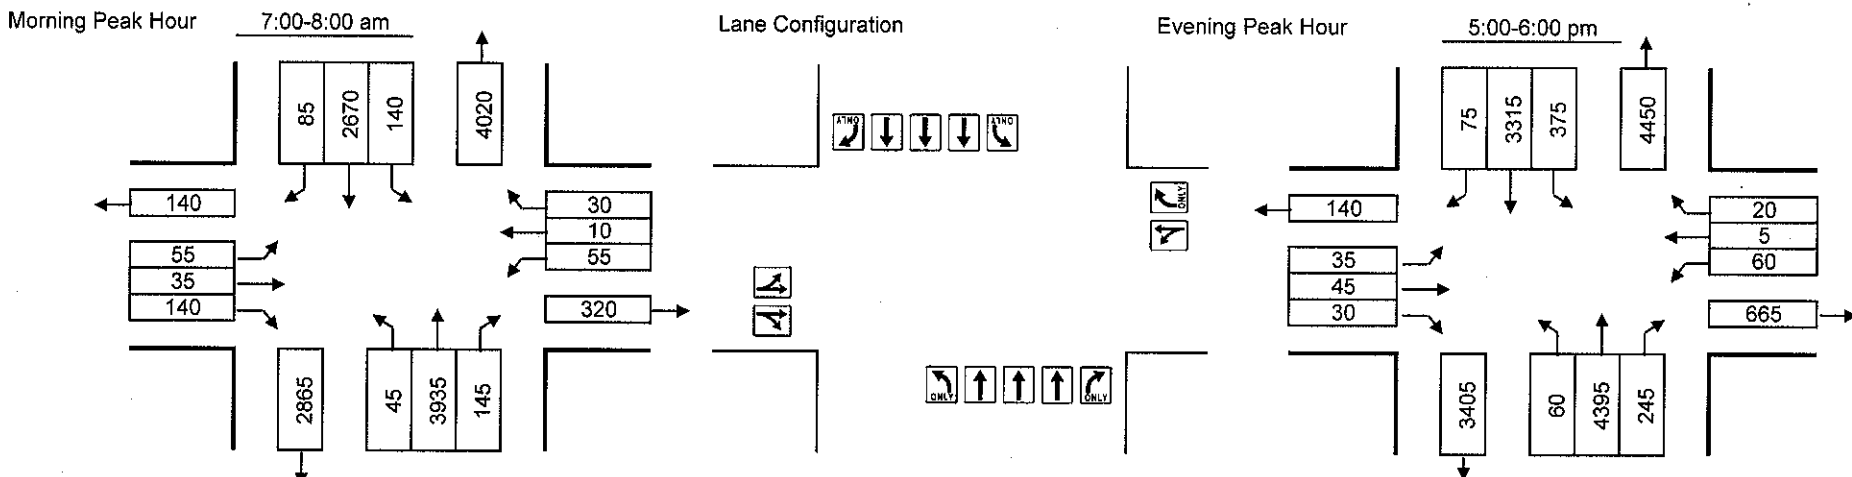 Morning Peak Hour 7:00-8:00 am
85 2670 140 4020
140
55
35
140
30
10
55
320
2865 45 3935 145
Lane Configuration
ONLY ONLY
ONLY
ONLY ONLY
Evening Peak Hour 5:00-6:00 pm
75 3315 375 4450
140
35
45
30
20
5
60
665
3405 60 4395 245